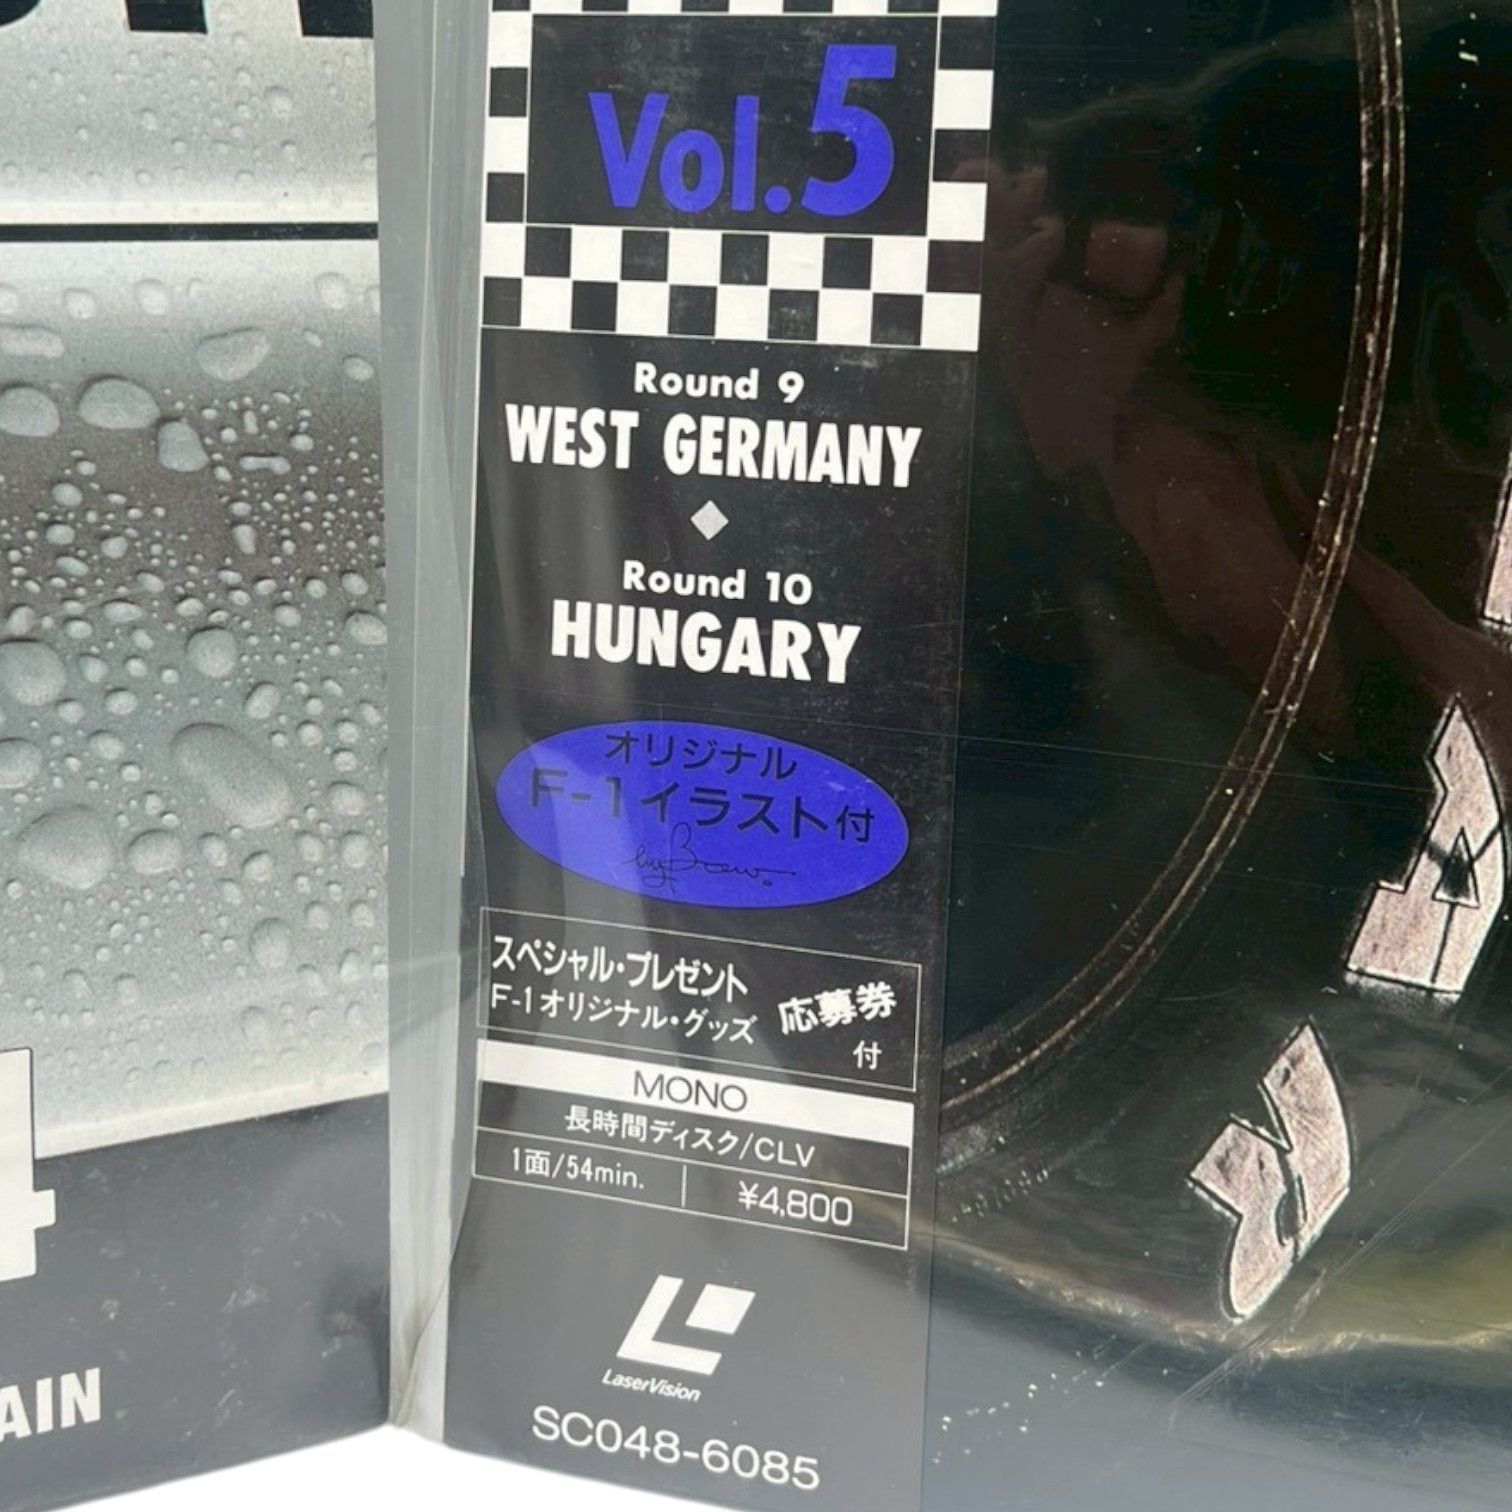 4
AIN
Vol.5
Round 9
WEST GERMANY
Round 10
HUNGARY
オリジナル
F-1イラスト付
スペシャル・プレゼント
F-1オリジナル・グッズ
応募券
付
MONO
長時間ディスク/CLV
1面/54min.
¥4,800
LaserVision
SC048-6085